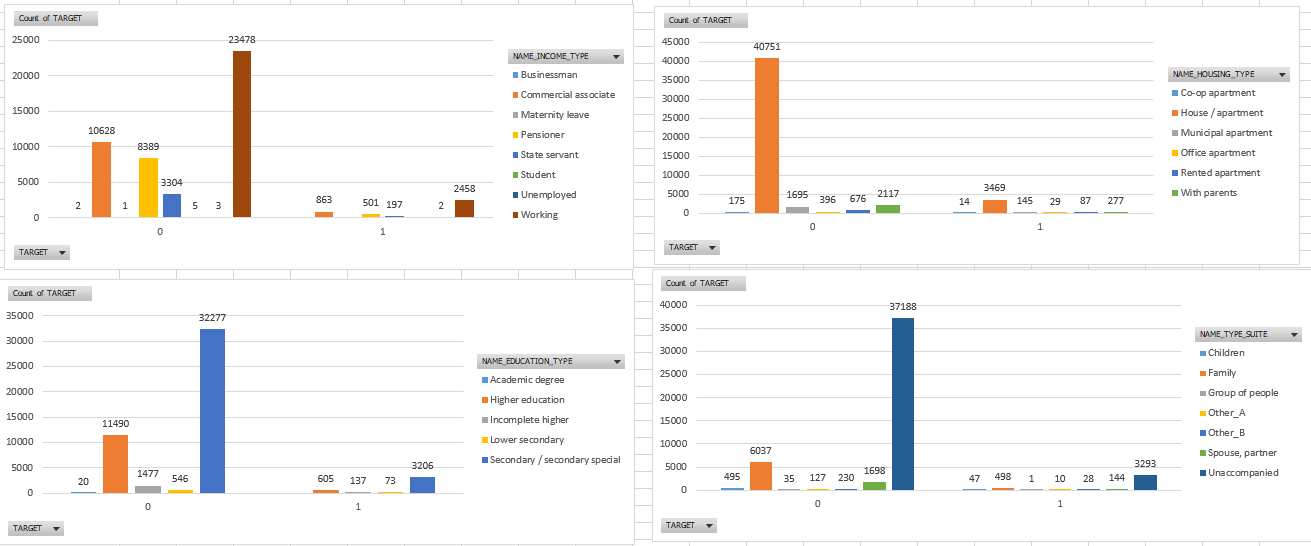 Count of TARGET
25000
20000
15000
10000
5000
0
2
10628
1
8389
3304
5
3
23478
863
501
197
2
2458
0
1
TARGET
NAME_INCOME_TYPE
Businessman
Commercial associate
Maternity leave
Pensioner
State servant
Student
Unemployed
Working
Count of TARGET
45000
40000
35000
30000
25000
20000
15000
10000
5000
0
175
40751
1695
396
676
2117
14
3469
145
29
87
277
0
1
TARGET
NAME_HOUSING_TYPE
Co-op apartment
House / apartment
Municipal apartment
Office apartment
Rented apartment
With parents
Count of TARGET
35000
30000
25000
20000
15000
10000
5000
0
20
11490
1477
546
32277
605
137
73
3206
0
1
TARGET
NAME_EDUCATION_TYPE
Academic degree
Higher education
Incomplete higher
Lower secondary
Secondary / secondary special
Count of TARGET
40000
35000
30000
25000
20000
15000
10000
5000
0
495
6037
35
127
230
1698
37188
47
498
1
10
28
144
3293
0
1
TARGET
NAME_TYPE_SUITE
Children
Family
Group of people
Other_A
Other_B
Spouse, partner
Unaccompanied